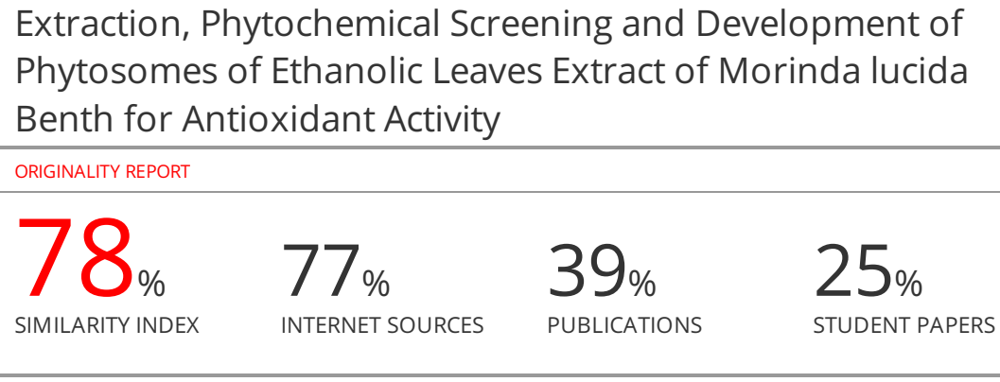 Extraction, Phytochemical Screening and Development of
Phytosomes of Ethanolic Leaves Extract of Morinda lucida
Benth for Antioxidant Activity
ORIGINALITY REPORT
78% 77% 39% 25%
SIMILARITY INDEX INTERNET SOURCES PUBLICATIONS STUDENT PAPERS